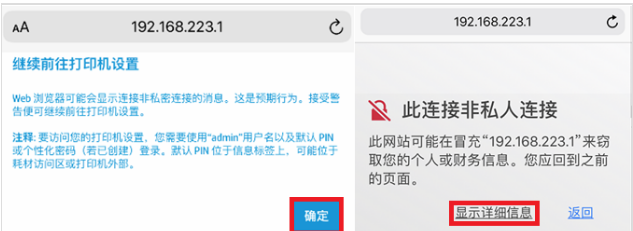 AA 192.168.223.1
继续前往打印机设置
Web 浏览器可能会显示连接非私密连接的消息。这是预期行为。接受警
告便可继续前往打印机设置。
注释: 要访问您的打印机设置，您需要使用“admin”用户名以及默认 PIN
或个性化密码（若已创建）登录。默认 PIN 位于信息标签上，可能位于
耗材访问区或打印机外部。
确定
192.168.223.1
此连接非私人连接
此网站可能在冒充“192.168.223.1”来窃
取您的个人或财务信息。您应回到之前
的页面。
显示详细信息 返回